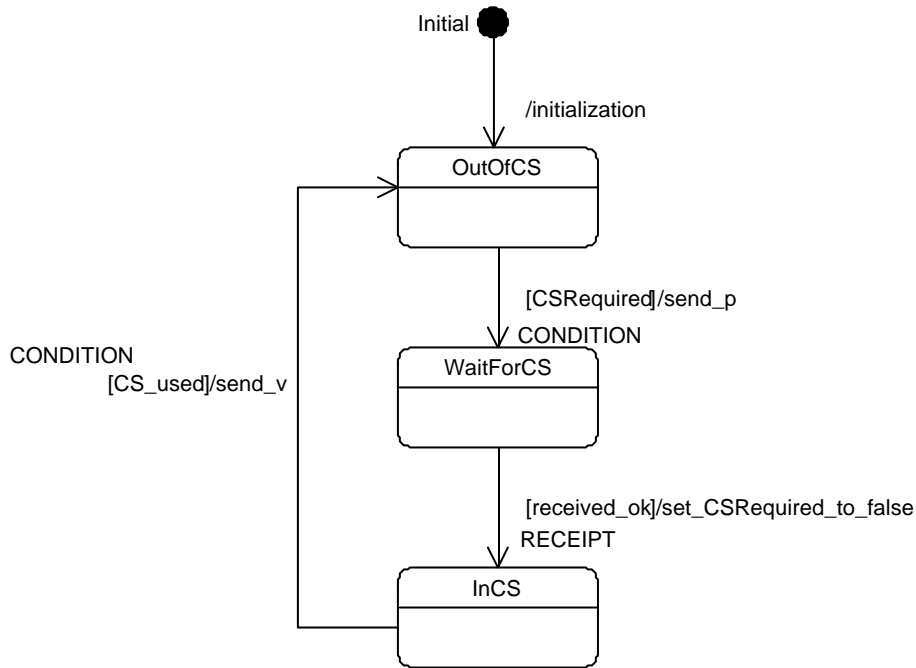 Initial
/initialization
OutOfCS
[CSRequired]/send_p
CONDITION
WaitForCS
CONDITION
[CS_used]/send_v
[received_ok]/set_CSRequired_to_false
RECEIPT
InCS